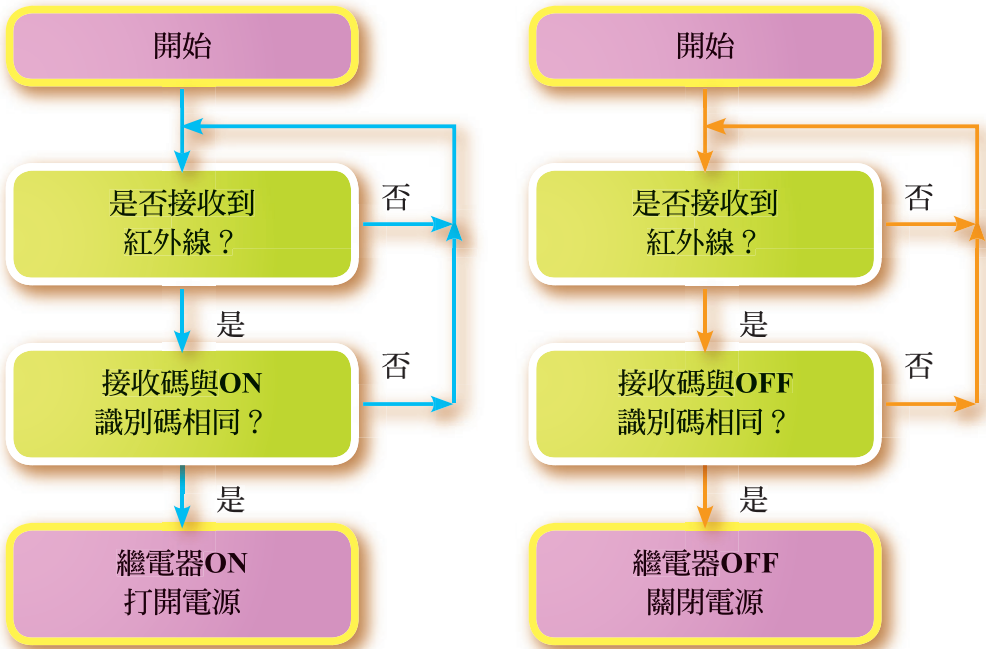 開始
是否接收到
紅外線？
否
是
接收碼與ON
識別碼相同？
否
是
繼電器ON
打開電源
開始
是否接收到
紅外線？
否
是
接收碼與OFF
識別碼相同？
否
是
繼電器OFF
關閉電源